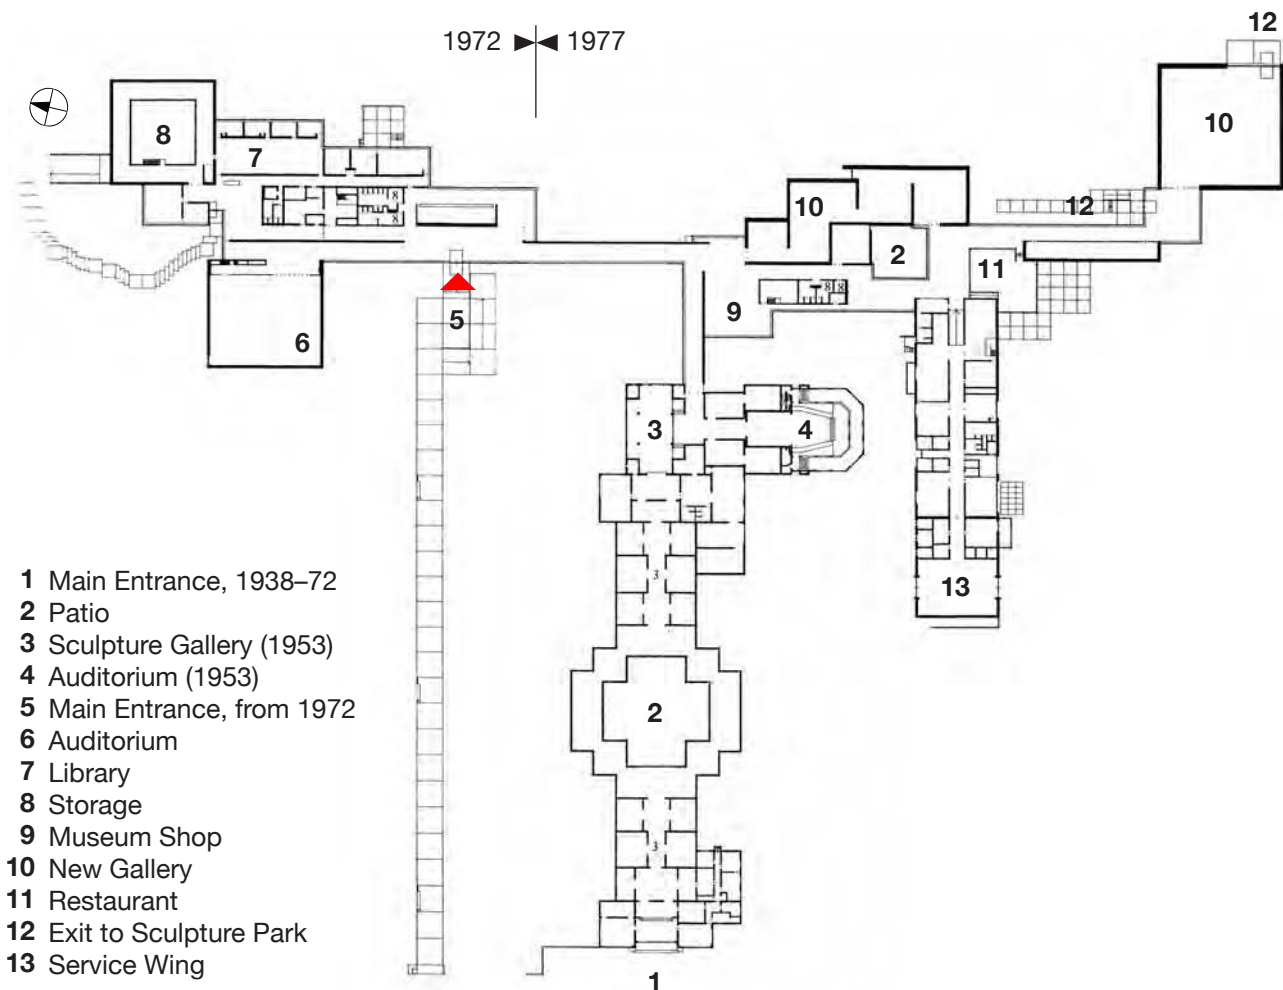 1972 1977
12
8
7
10
10
12
2
11
9
5
6
3
4
3
13
2
3
1
1 Main Entrance, 1938–72
2 Patio
3 Sculpture Gallery (1953)
4 Auditorium (1953)
5 Main Entrance, from 1972
6 Auditorium
7 Library
8 Storage
9 Museum Shop
10 New Gallery
11 Restaurant
12 Exit to Sculpture Park
13 Service Wing